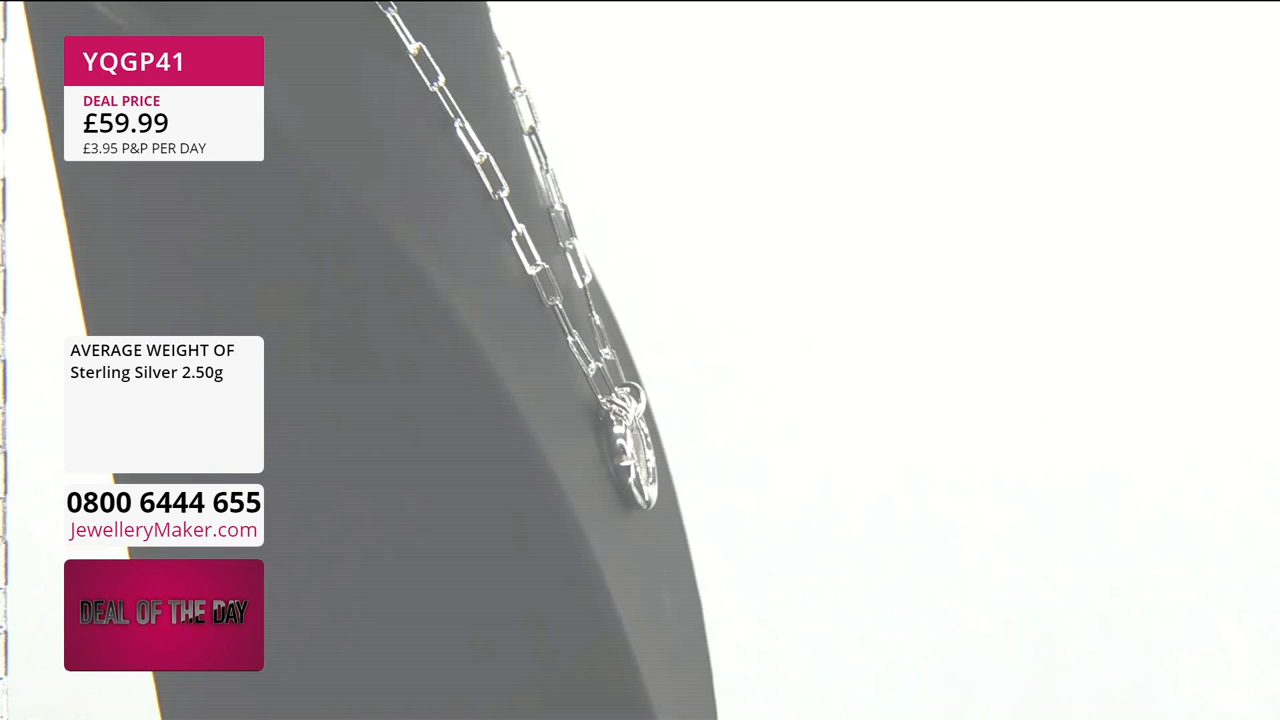 YQGP41
DEAL PRICE
£59.99
£3.95 P&P PER DAY
AVERAGE WEIGHT OF
Sterling Silver 2.50g
0800 6444 655
JewelleryMaker.com
DEAL OF THE DAY